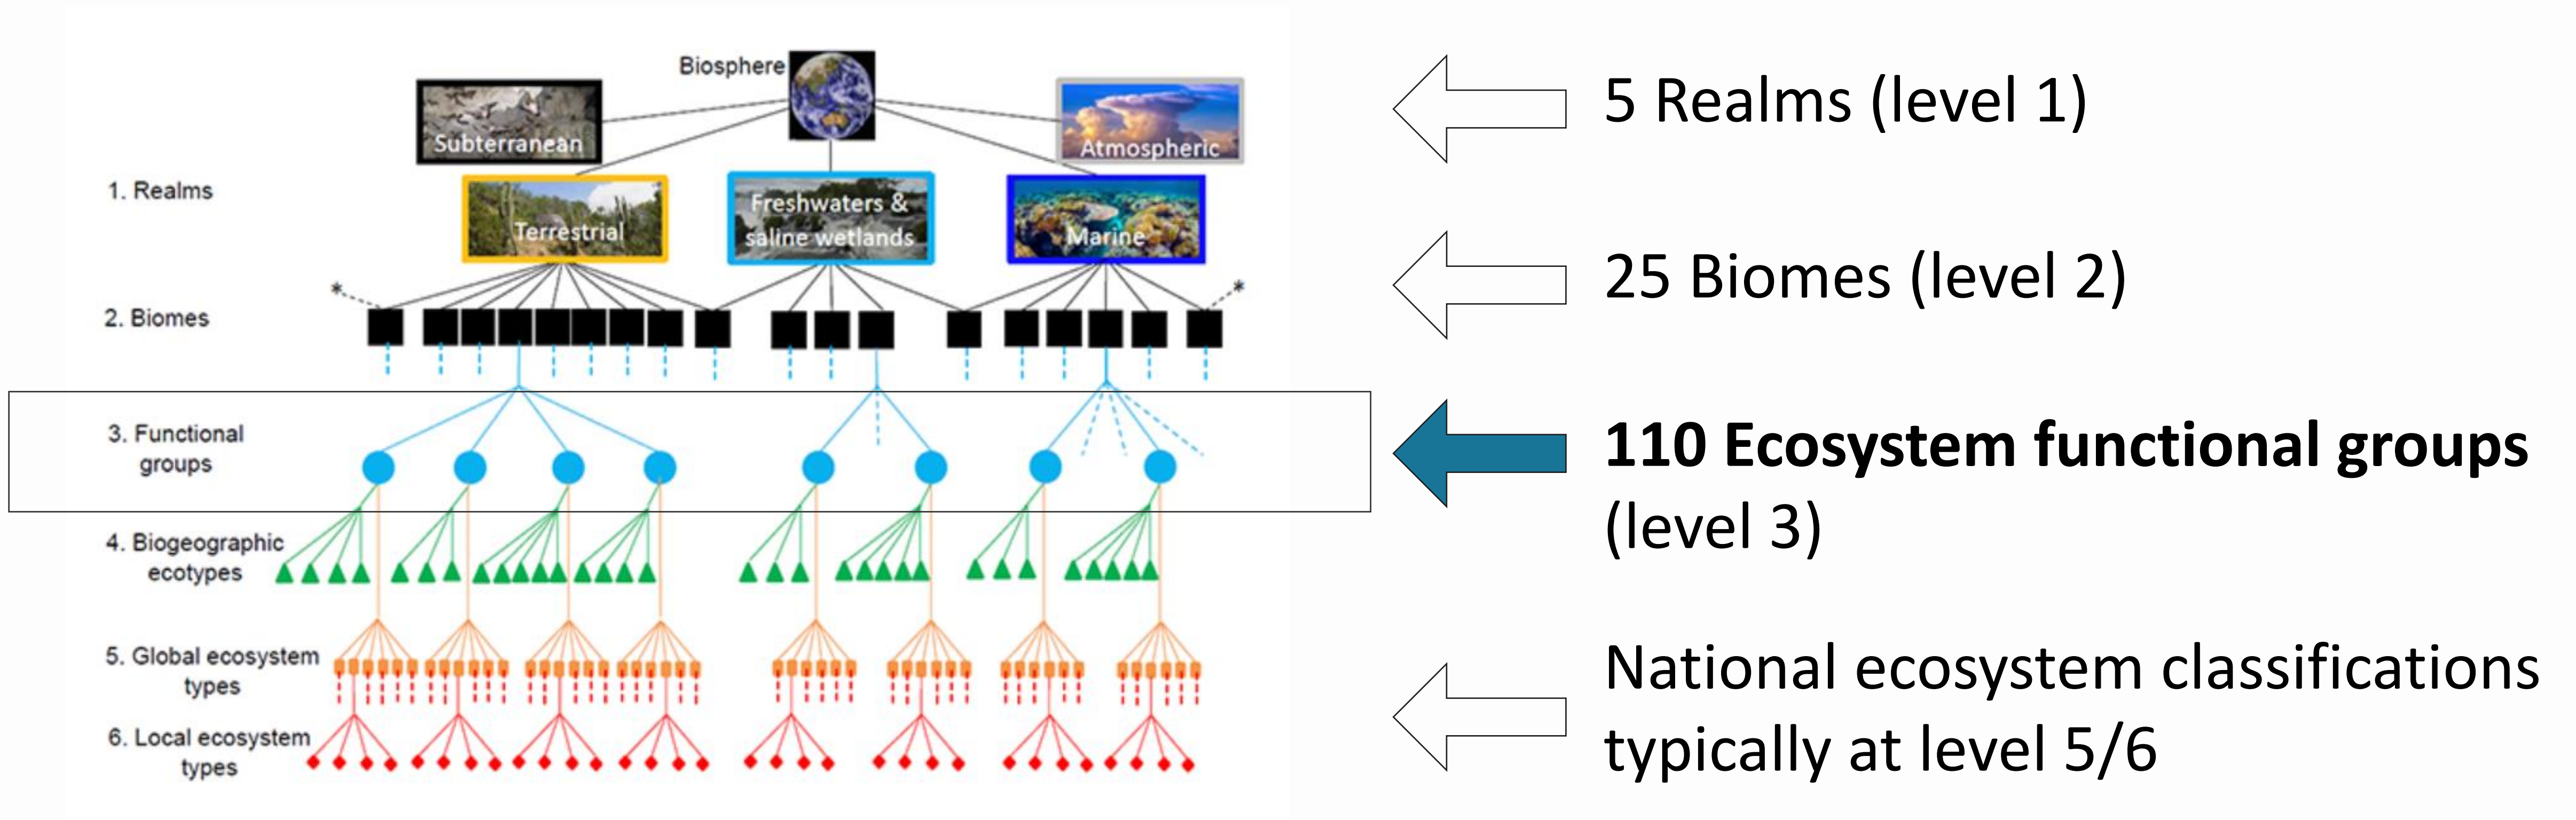 Biosphere
Subterranean
Atmospheric
1. Realms
Terrestrial
Freshwaters &
saline wetlands
Marine
*
*
2. Biomes
3. Functional
groups
4. Biogeographic
ecotypes
5. Global ecosystem
types
6. Local ecosystem
types
5 Realms (level 1)
25 Biomes (level 2)
110 Ecosystem functional groups
(level 3)
National ecosystem classifications
typically at level 5/6